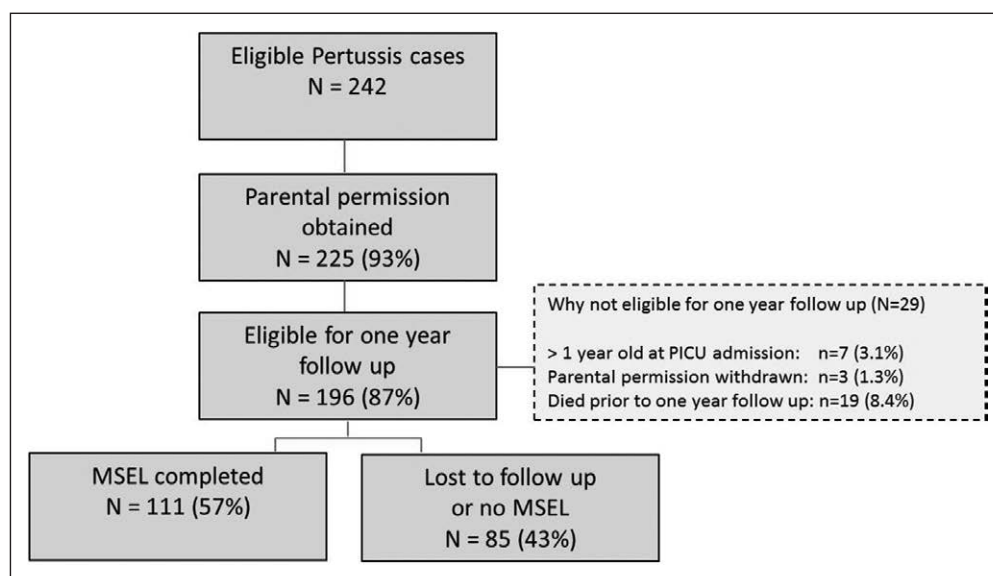 Eligible Pertussis cases
N = 242
Parental permission
obtained
N = 225 (93%)
Eligible for one year
follow up
N = 196 (87%)
Why not eligible for one year follow up (N=29)
> 1 year old at PICU admission: n=7 (3.1%)
Parental permission withdrawn: n=3 (1.3%)
Died prior to one year follow up: n=19 (8.4%)
MSEL completed
N = 111 (57%)
Lost to follow up
or no MSEL
N = 85 (43%)